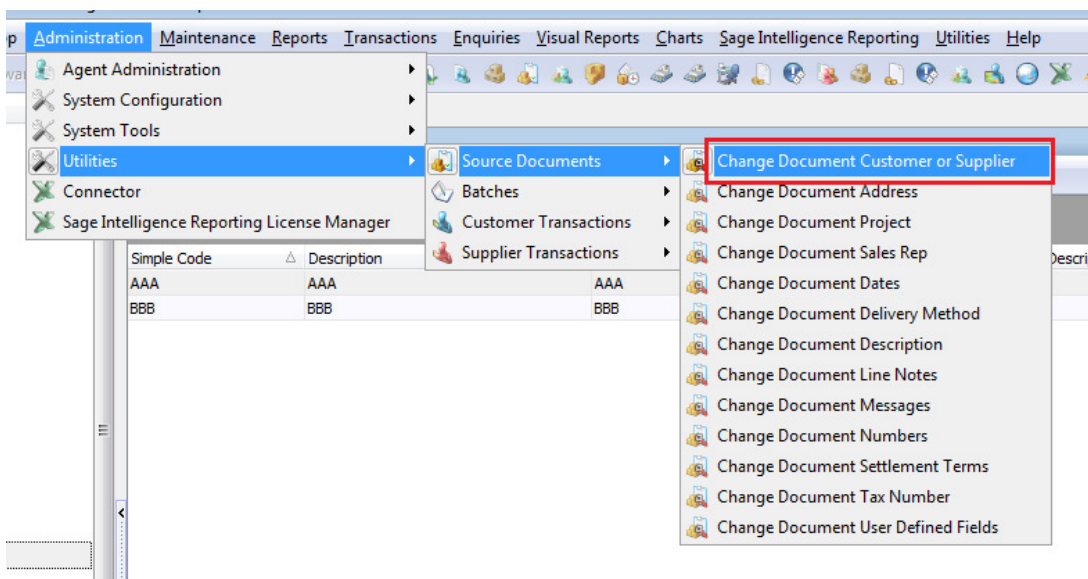 Administration Maintenance Reports Transactions Enquiries Visual Reports Charts Sage Intelligence Reporting Utilities Help
Agent Administration
System Configuration
System Tools
Utilities
Connector
Sage Intelligence Reporting License Manager
Source Documents
Batches
Customer Transactions
Supplier Transactions
Change Document Customer or Supplier
Change Document Address
Change Document Project
Change Document Sales Rep
Change Document Dates
Change Document Delivery Method
Change Document Description
Change Document Line Notes
Change Document Messages
Change Document Numbers
Change Document Settlement Terms
Change Document Tax Number
Change Document User Defined Fields
Simple Code Description
AAA AAA AAA
BBB BBB BBB